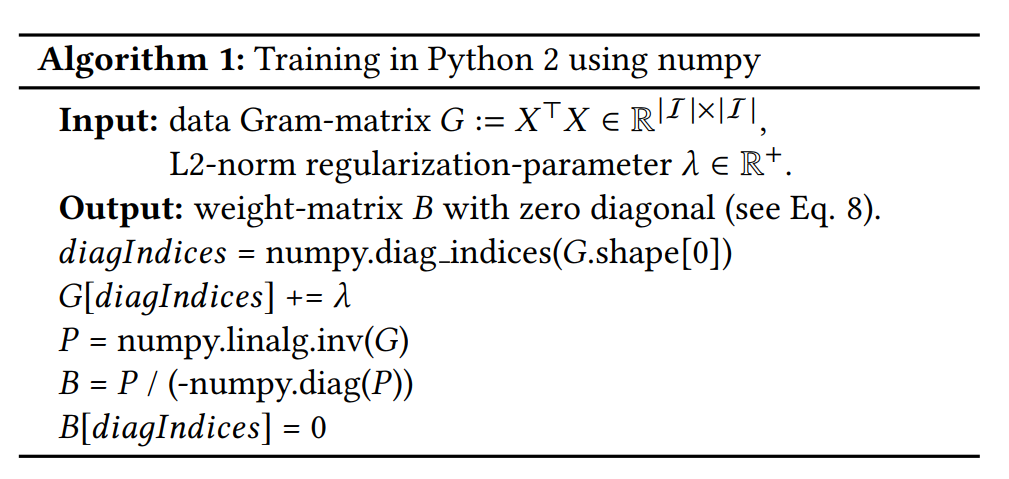 Algorithm 1: Training in Python 2 using numpy
Input: data Gram-matrix G := X⊤X ∈ ℝ|𝓘|×|𝓘|,
L2-norm regularization-parameter λ ∈ ℝ+.
Output: weight-matrix B with zero diagonal (see Eq. 8).
diagIndices = numpy.diag_indices(G.shape[0])
G[diagIndices] += λ
P = numpy.linalg.inv(G)
B = P / (-numpy.diag(P))
B[diagIndices] = 0